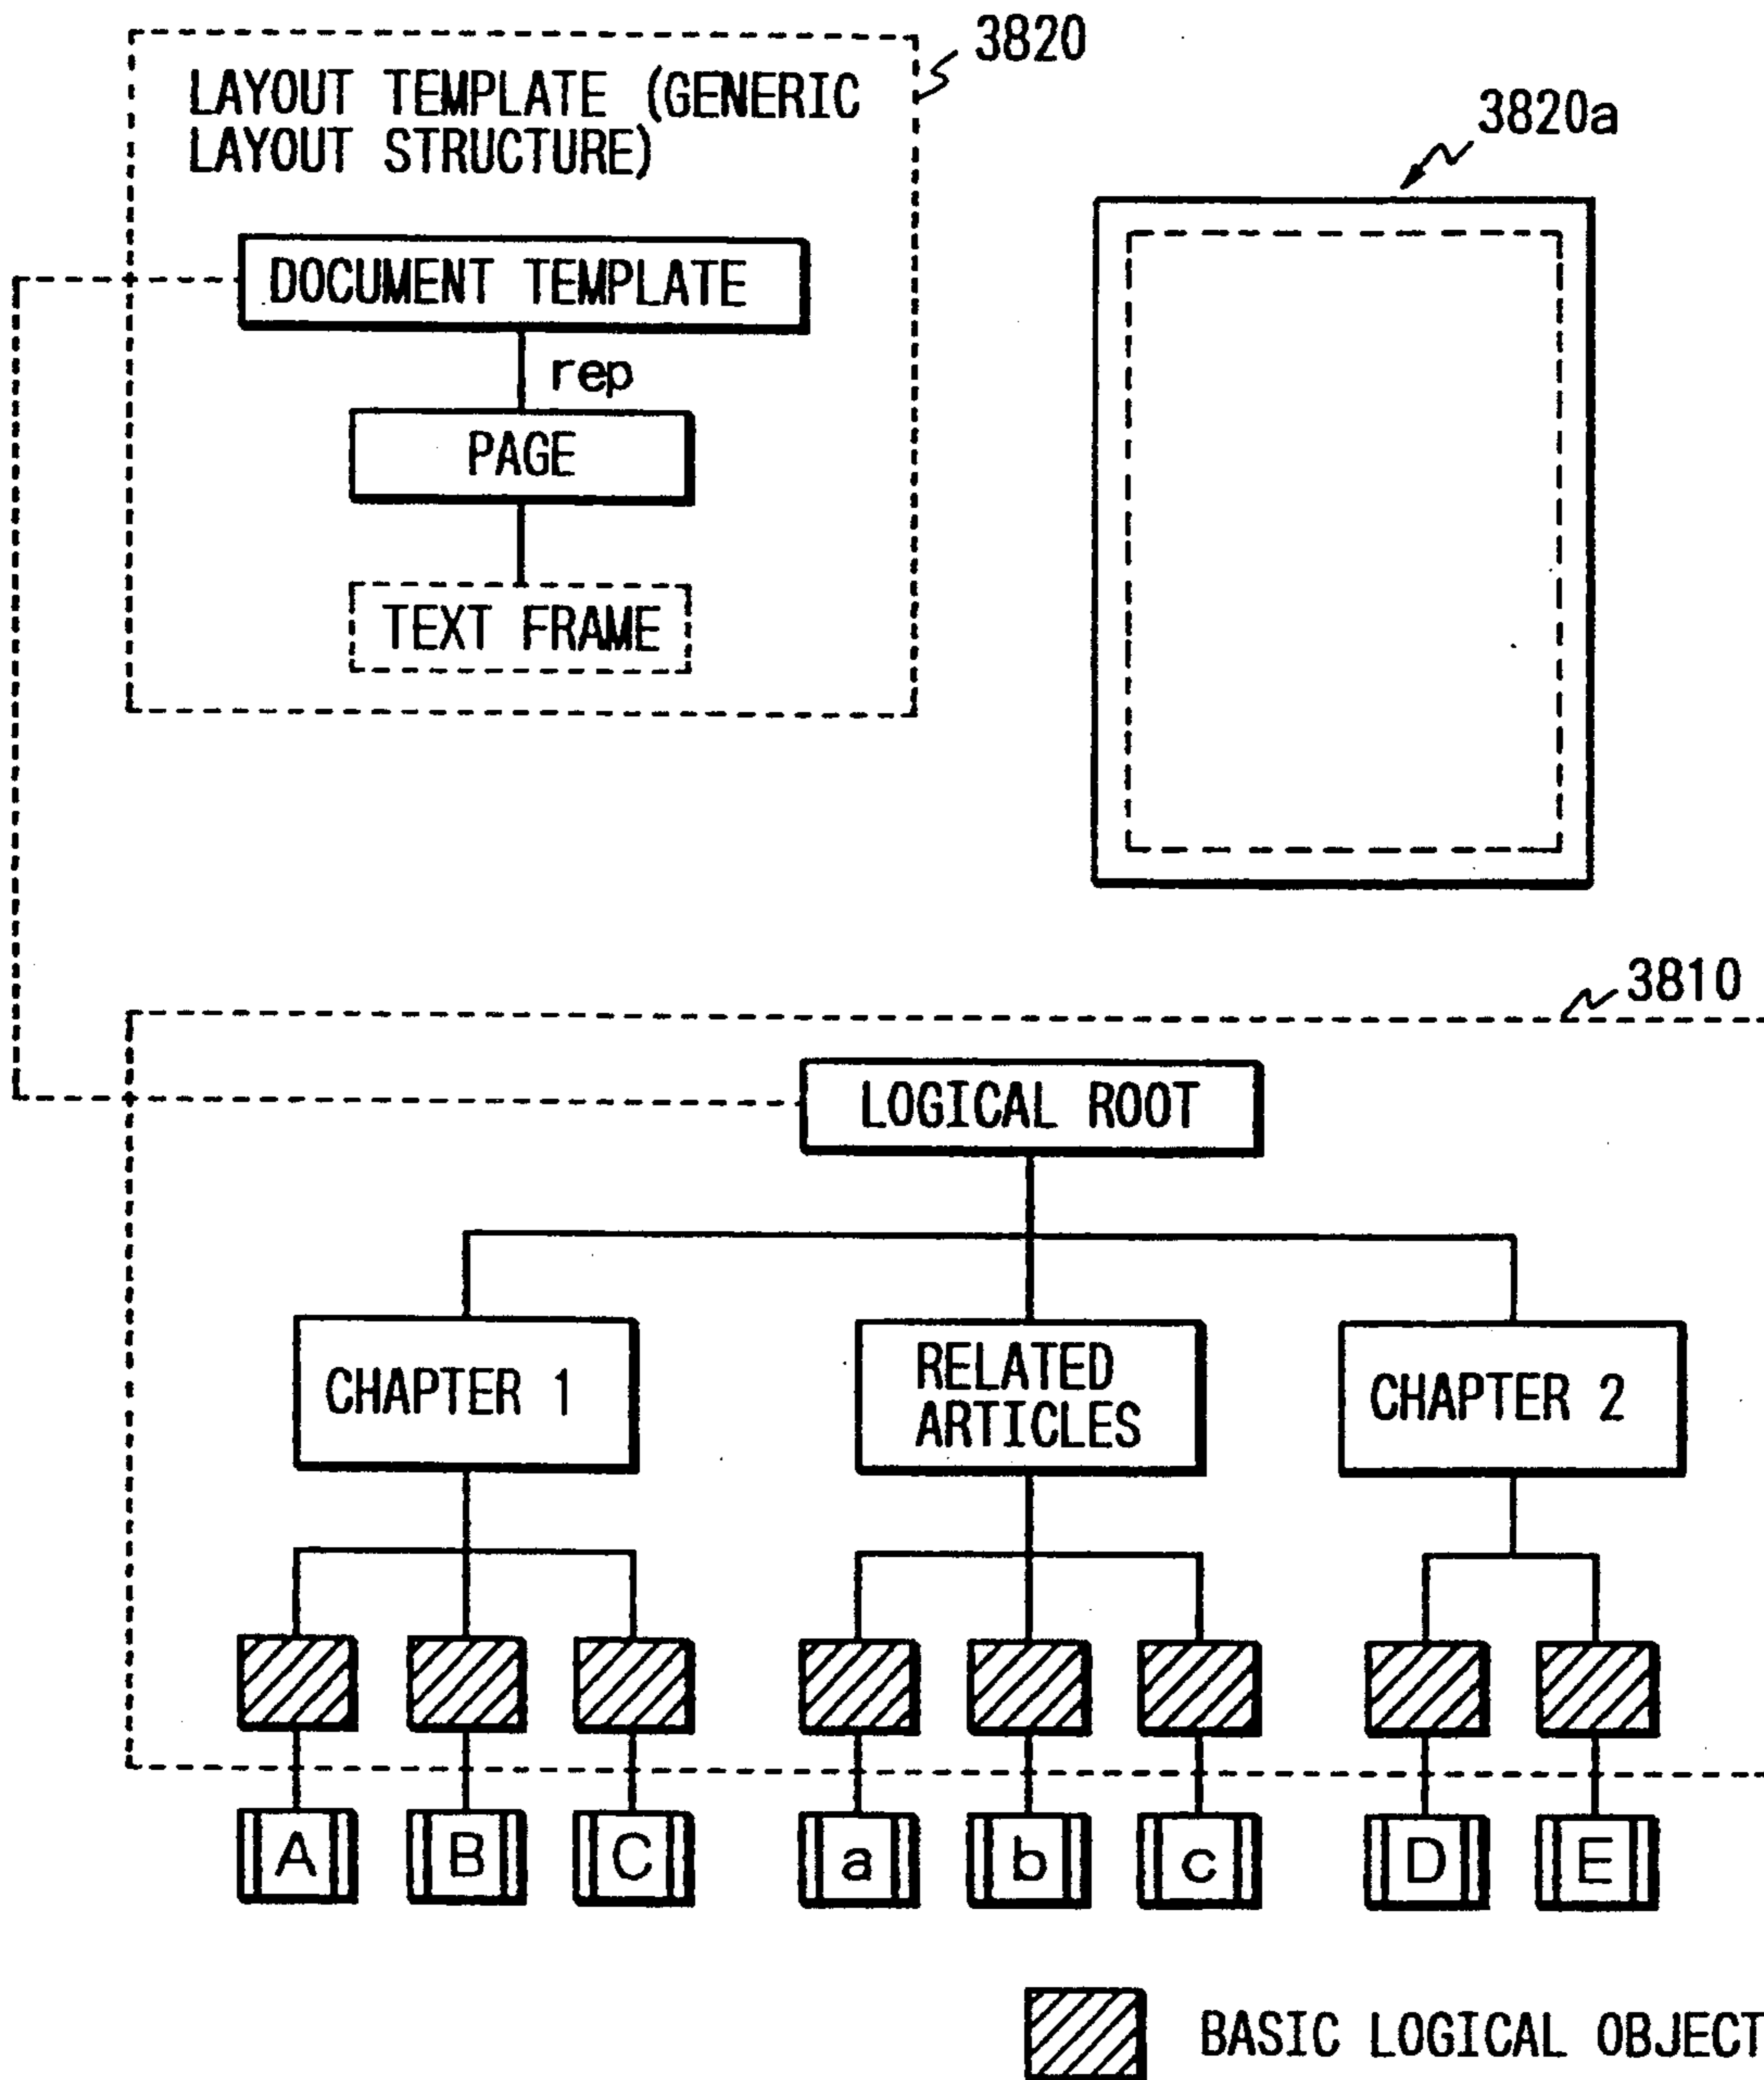 3820
LAYOUT TEMPLATE (GENERIC
LAYOUT STRUCTURE)
3820a
DOCUMENT TEMPLATE
rep
PAGE
TEXT FRAME
3810
LOGICAL ROOT
CHAPTER 1
RELATED
ARTICLES
CHAPTER 2
A B C a b c D E
BASIC LOGICAL OBJECT